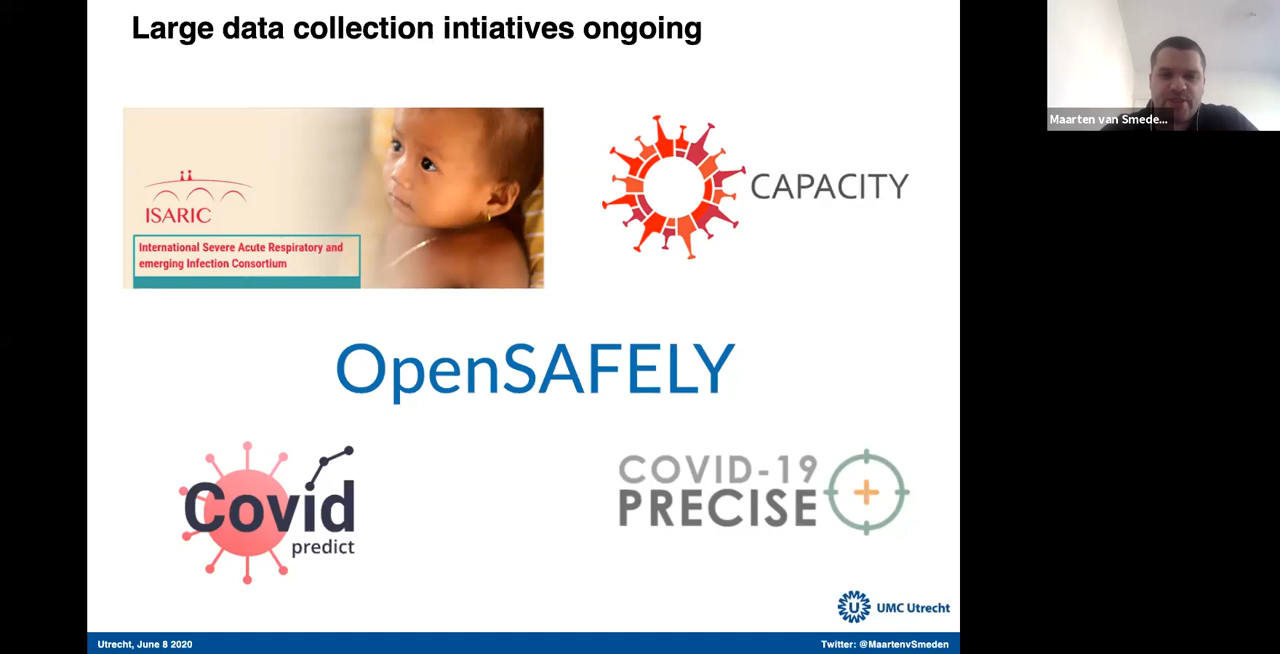 Large data collection intiatives ongoing
Maarten van Smede...
ISARIC
International Severe Acute Respiratory and
emerging Infection Consortium
CAPACITY
OpenSAFELY
Covid
predict
COVID-19
PRECISE
U
UMC Utrecht
Utrecht, June 8 2020
Twitter: @MaartenvSmeden